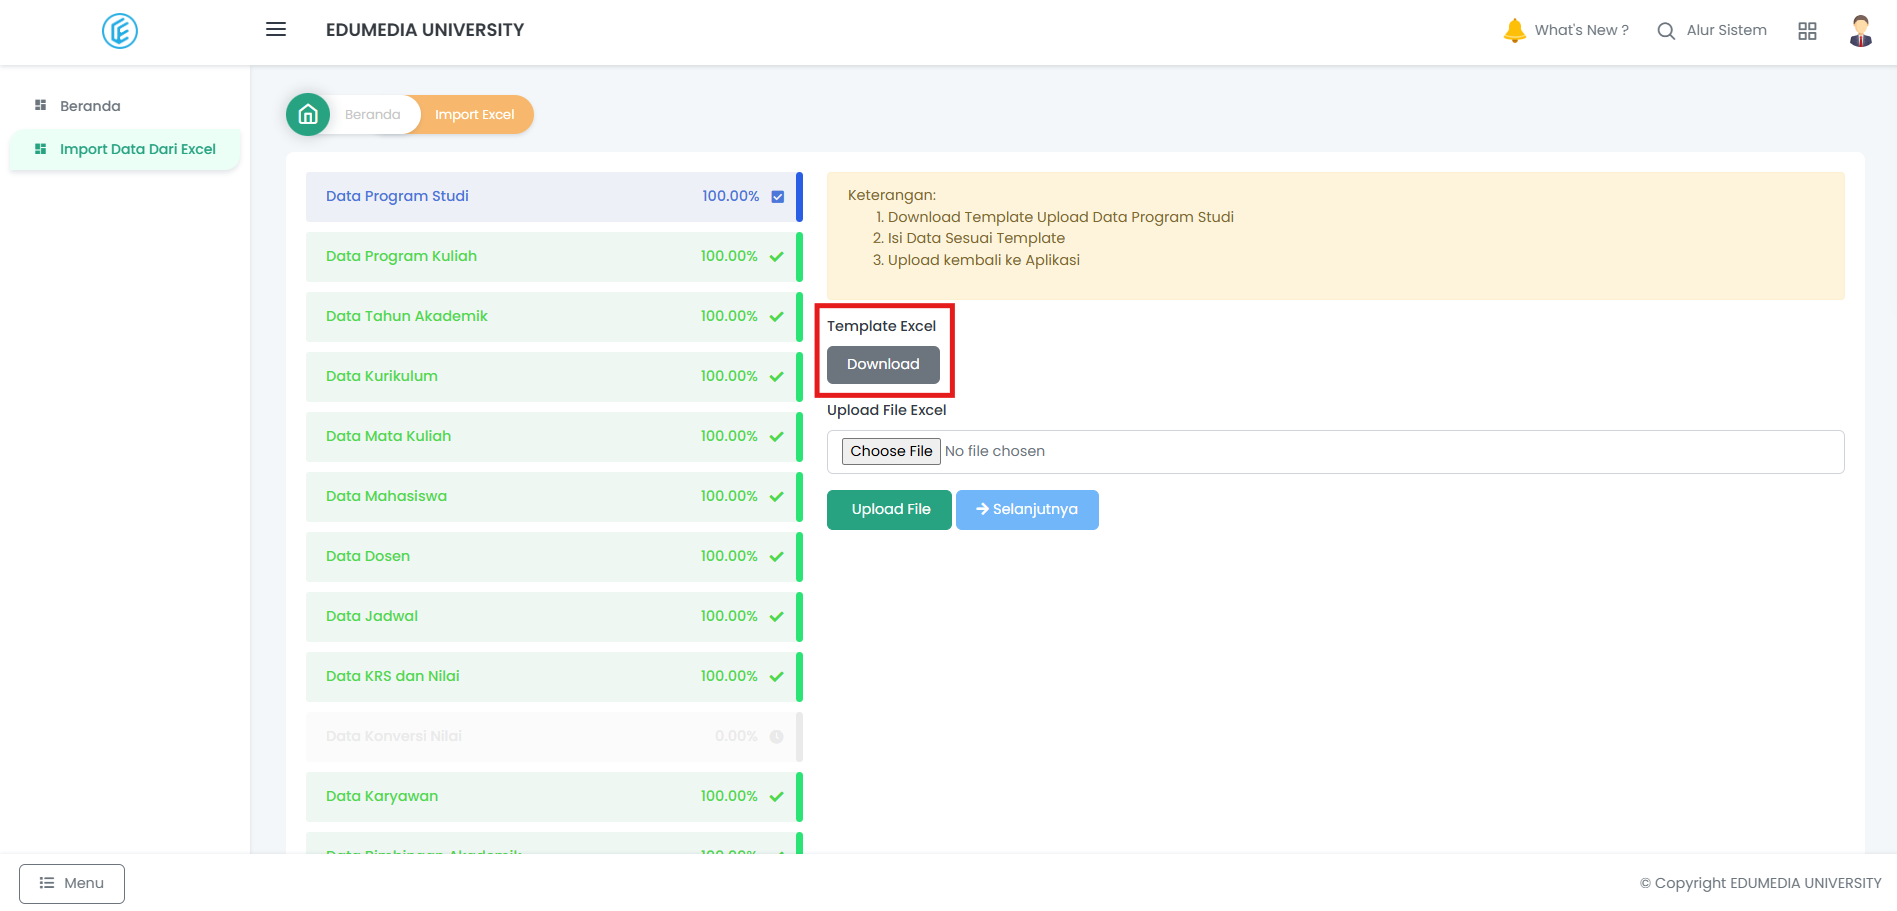 EDUMEDIA UNIVERSITY
What's New ?
Alur Sistem
Beranda
Import Data Dari Excel
Beranda
Import Excel
Data Program Studi 100.00%
Data Program Kuliah 100.00%
Data Tahun Akademik 100.00%
Data Kurikulum 100.00%
Data Mata Kuliah 100.00%
Data Mahasiswa 100.00%
Data Dosen 100.00%
Data Jadwal 100.00%
Data KRS dan Nilai 100.00%
Data Konversi Nilai 0.00%
Data Karyawan 100.00%
Data Bimbingan Akademik 100.00%
Keterangan:
1. Download Template Upload Data Program Studi
2. Isi Data Sesuai Template
3. Upload kembali ke Aplikasi
Template Excel
Download
Upload File Excel
Choose File No file chosen
Upload File
Selanjutnya
Menu
© Copyright EDUMEDIA UNIVERSITY